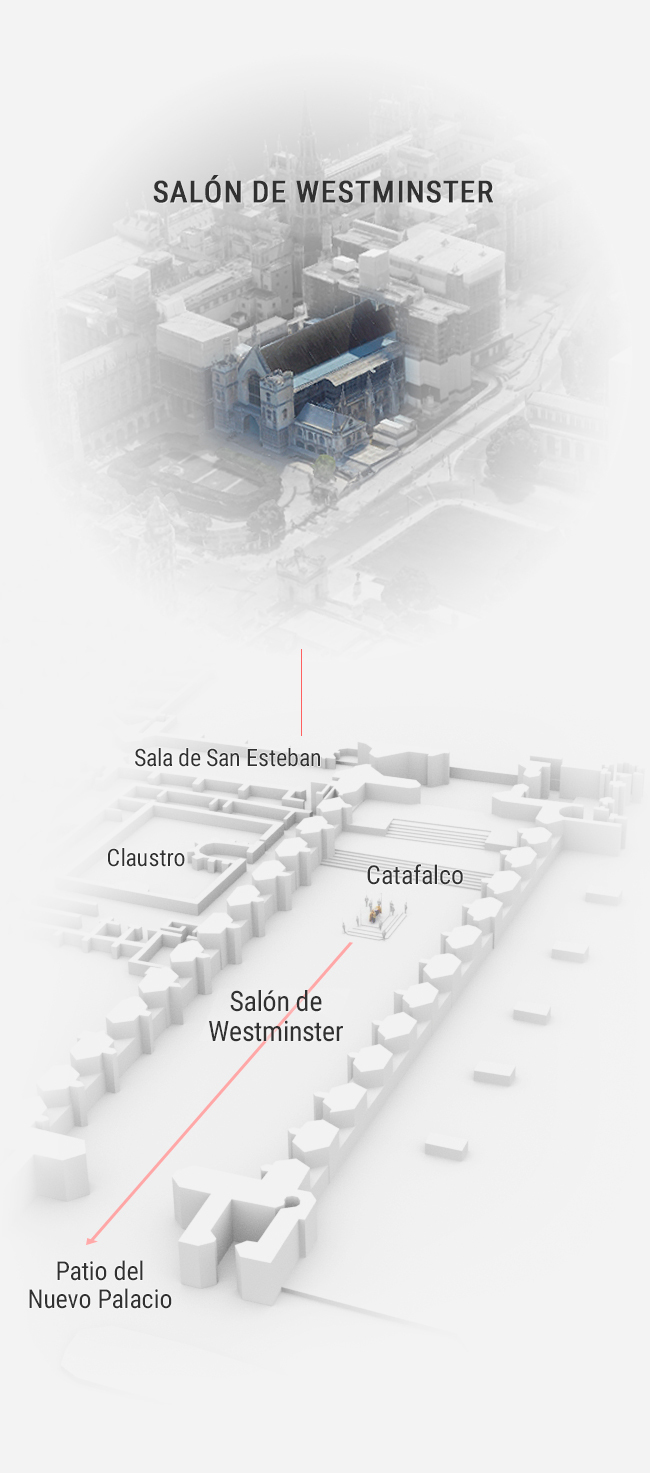 SALÓN DE WESTMINSTER
Sala de San Esteban
Claustro
Catafalco
Salón de
Westminster
Patio del
Nuevo Palacio